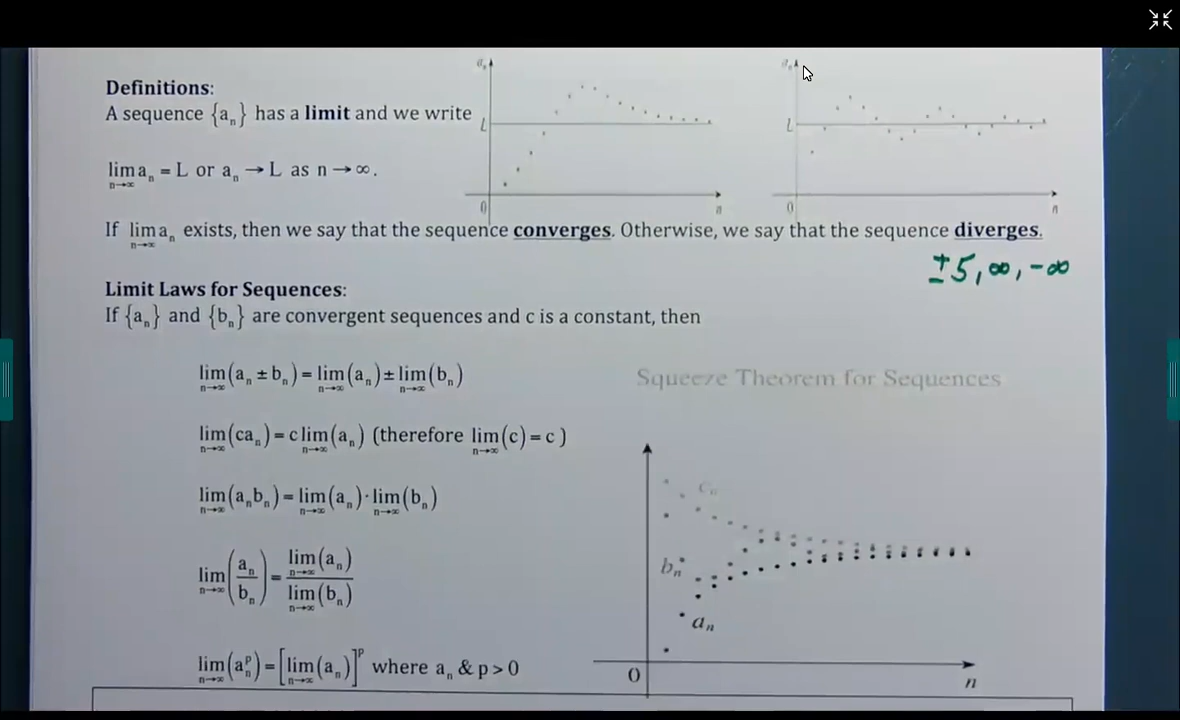 Definitions:
A sequence {aₙ} has a limit and we write
lim aₙ = L or aₙ → L as n → ∞.
n→∞
aₙ
L
0
n
aₙ
L
0
n
If lim aₙ exists, then we say that the sequence converges. Otherwise, we say that the sequence diverges.
n→∞
±5, ∞, -∞
Limit Laws for Sequences:
If {aₙ} and {bₙ} are convergent sequences and c is a constant, then
lim(aₙ ± bₙ) = lim(aₙ) ± lim(bₙ)
n→∞ n→∞ n→∞
lim(caₙ) = c lim(aₙ) (therefore lim(c) = c)
n→∞ n→∞ n→∞
lim(aₙbₙ) = lim(aₙ) · lim(bₙ)
n→∞ n→∞ n→∞
lim(aₙ/bₙ) = lim(aₙ) / lim(bₙ)
n→∞ n→∞ n→∞
lim(aₙᵖ) = [lim(aₙ)]ᵖ where aₙ & p > 0
n→∞ n→∞
Squeeze Theorem for Sequences
cₙ
bₙ
aₙ
0
n